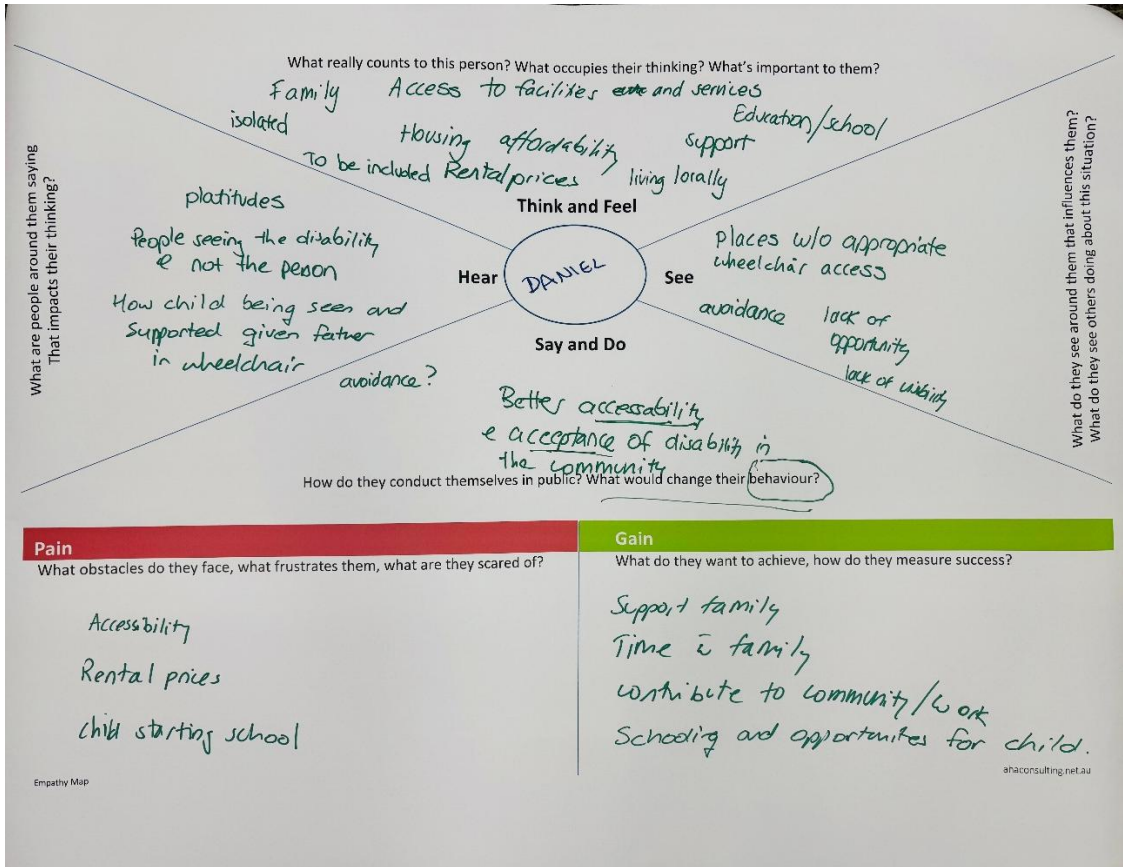 What really counts to this person? What occupies their thinking? What's important to them?
Family Access to facilites and services
isolated Education/school
Housing affordability support
To be included Rental prices living locally
Think and Feel
What are people around them saying
That impacts their thinking?
platitudes
People seeing the disability
e not the person
How child being seen and
supported given father
in wheelchair
avoidance?
Hear
DANIEL
See
Places w/o appropriate
wheelchair access
avoidance
lack of
opportunity
lack of
What do they see around them that influences them?
What do they see others doing about this situation?
Say and Do
Better accessability
e acceptance of disability in
the community
How do they conduct themselves in public? What would change their behaviour?
Pain
What obstacles do they face, what frustrates them, what are they scared of?
Accessibility
Rental prices
Child starting school
Gain
What do they want to achieve, how do they measure success?
Support family
Time c̄ family
contribute to community/work
Schooling and opportunites for child.
Empathy Map
ahaconsulting.net.au